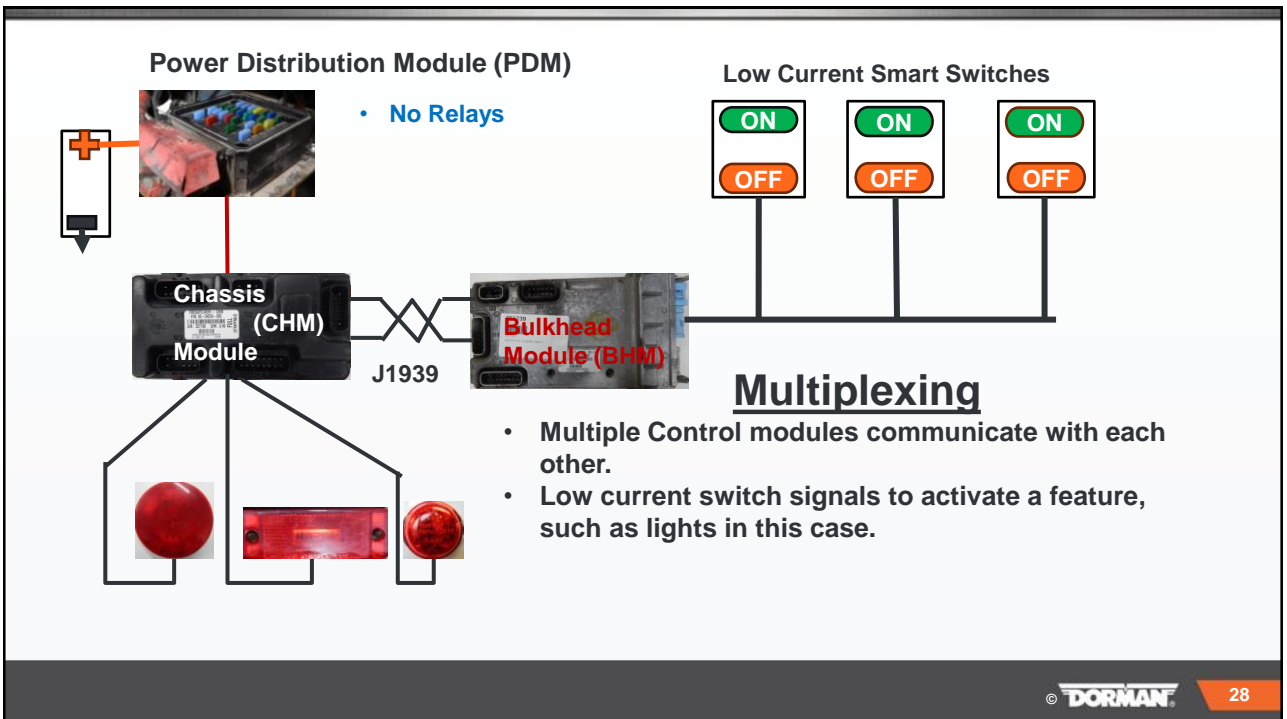 Power Distribution Module (PDM)
• No Relays
Low Current Smart Switches
ON
ON
ON
OFF
OFF
OFF
Chassis
(CHM)
Module
J1939
Bulkhead
Module (BHM)
Multiplexing
• Multiple Control modules communicate with each
other.
• Low current switch signals to activate a feature,
such as lights in this case.
© DORMAN®
28